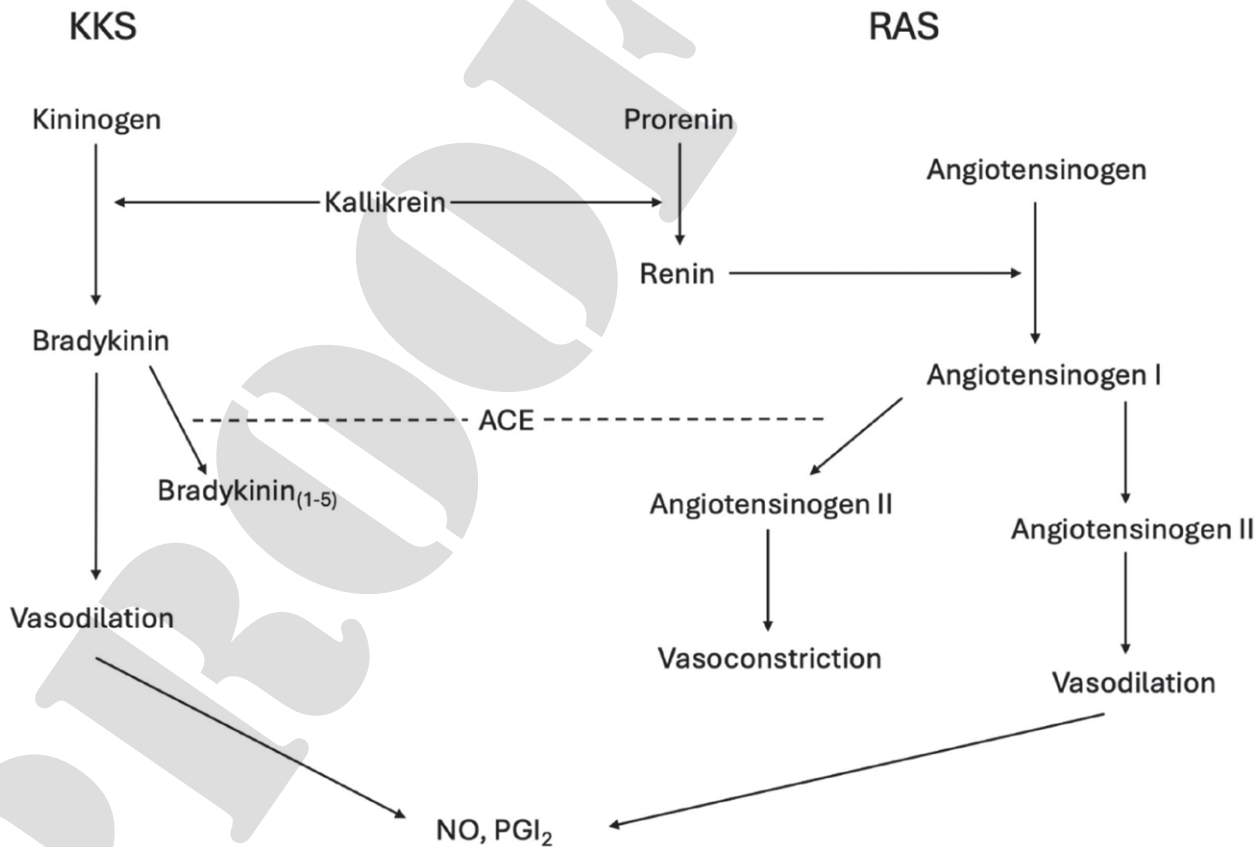 KKS
RAS
Kininogen
Prorenin
Angiotensinogen
Kallikrein
Renin
Bradykinin
Angiotensinogen I
ACE
Bradykinin(1-5)
Angiotensinogen II
Angiotensinogen II
Vasodilation
Vasoconstriction
Vasodilation
NO, PGI2
PROOF